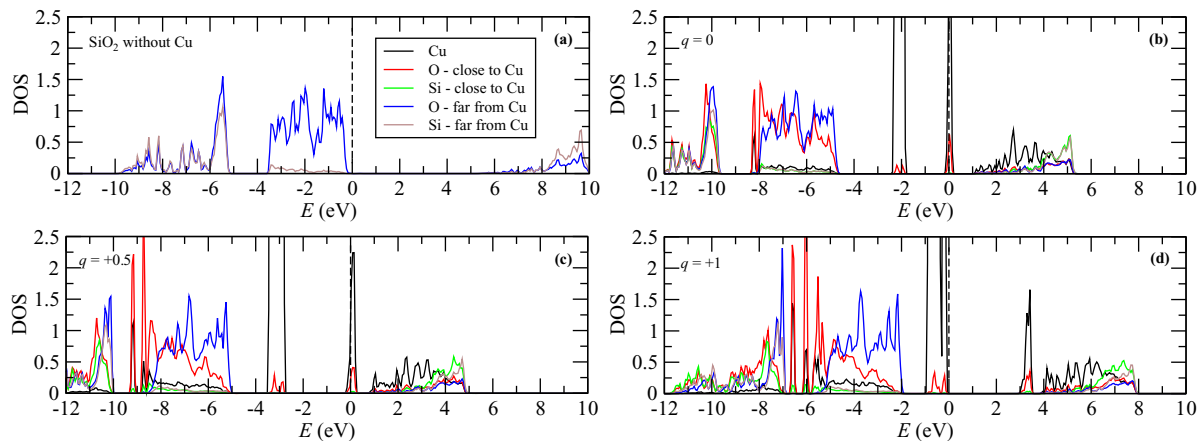 SiO2 without Cu
(a)
Cu
O - close to Cu
Si - close to Cu
O - far from Cu
Si - far from Cu
DOS
2.5
2
1.5
1
0.5
0
-12 -10 -8 -6 -4 -2 0 2 4 6 8 10
E (eV)
q = 0
(b)
DOS
2.5
2
1.5
1
0.5
0
-12 -10 -8 -6 -4 -2 0 2 4 6 8 10
E (eV)
q = +0.5
(c)
DOS
2.5
2
1.5
1
0.5
0
-12 -10 -8 -6 -4 -2 0 2 4 6 8 10
E (eV)
q = +1
(d)
DOS
2.5
2
1.5
1
0.5
0
-12 -10 -8 -6 -4 -2 0 2 4 6 8 10
E (eV)